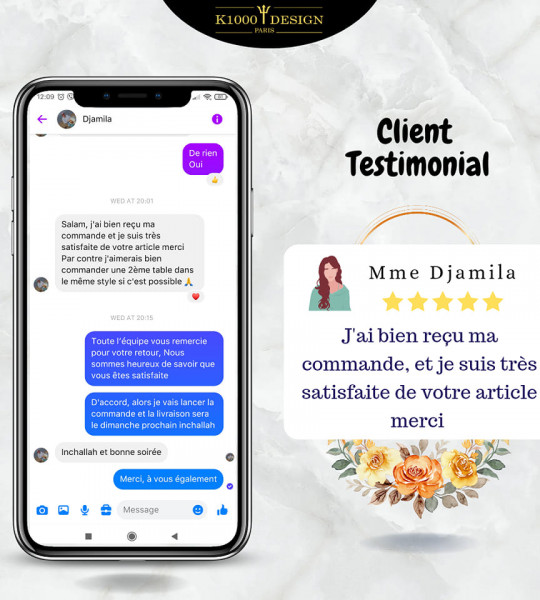 K1000 DESIGN
PARIS
12:09
Djamila
De rien
Oui
WED AT 20:01
Salam, j'ai bien reçu ma
commande et je suis très
satisfaite de votre article merci
Par contre j'aimerais bien
commander une 2ème table dans
le même style si c'est possible 🙏
WED AT 20:15
Toute l'équipe vous remercie
pour votre retour, Nous
sommes heureux de savoir que
vous êtes satisfaite
D'accord, alors je vais lancer la
commande et la livraison sera
le dimanche prochain inchallah
Inchallah et bonne soirée
Merci, à vous également
Message
Client
Testimonial
Mme Djamila
J'ai bien reçu ma
commande, et je suis très
satisfaite de votre article
merci